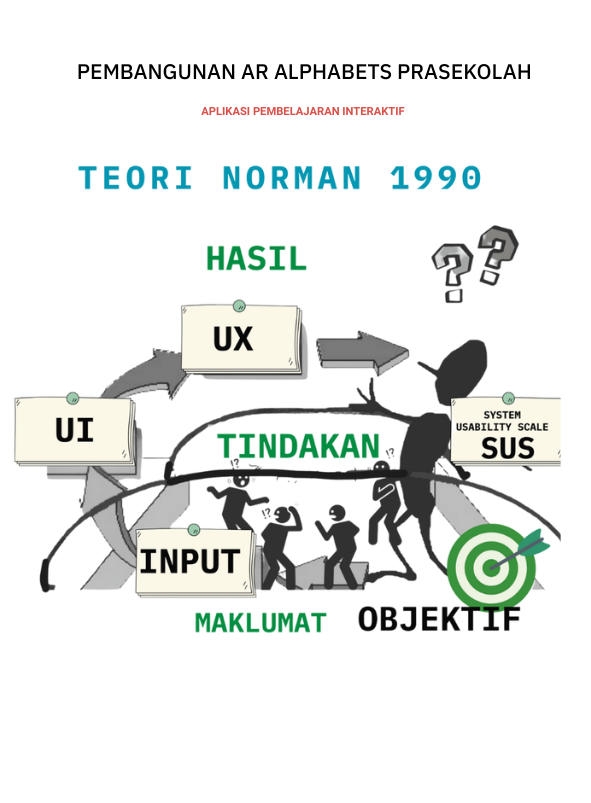 PEMBANGUNAN AR ALPHABETS PRASEKOLAH
APLIKASI PEMBELAJARAN INTERAKTIF
TEORI NORMAN 1990
HASIL
??
UX
UI
SYSTEM
USABILITY SCALE
SUS
TINDAKAN
!?
!?
!?
INPUT
MAKLUMAT
OBJEKTIF